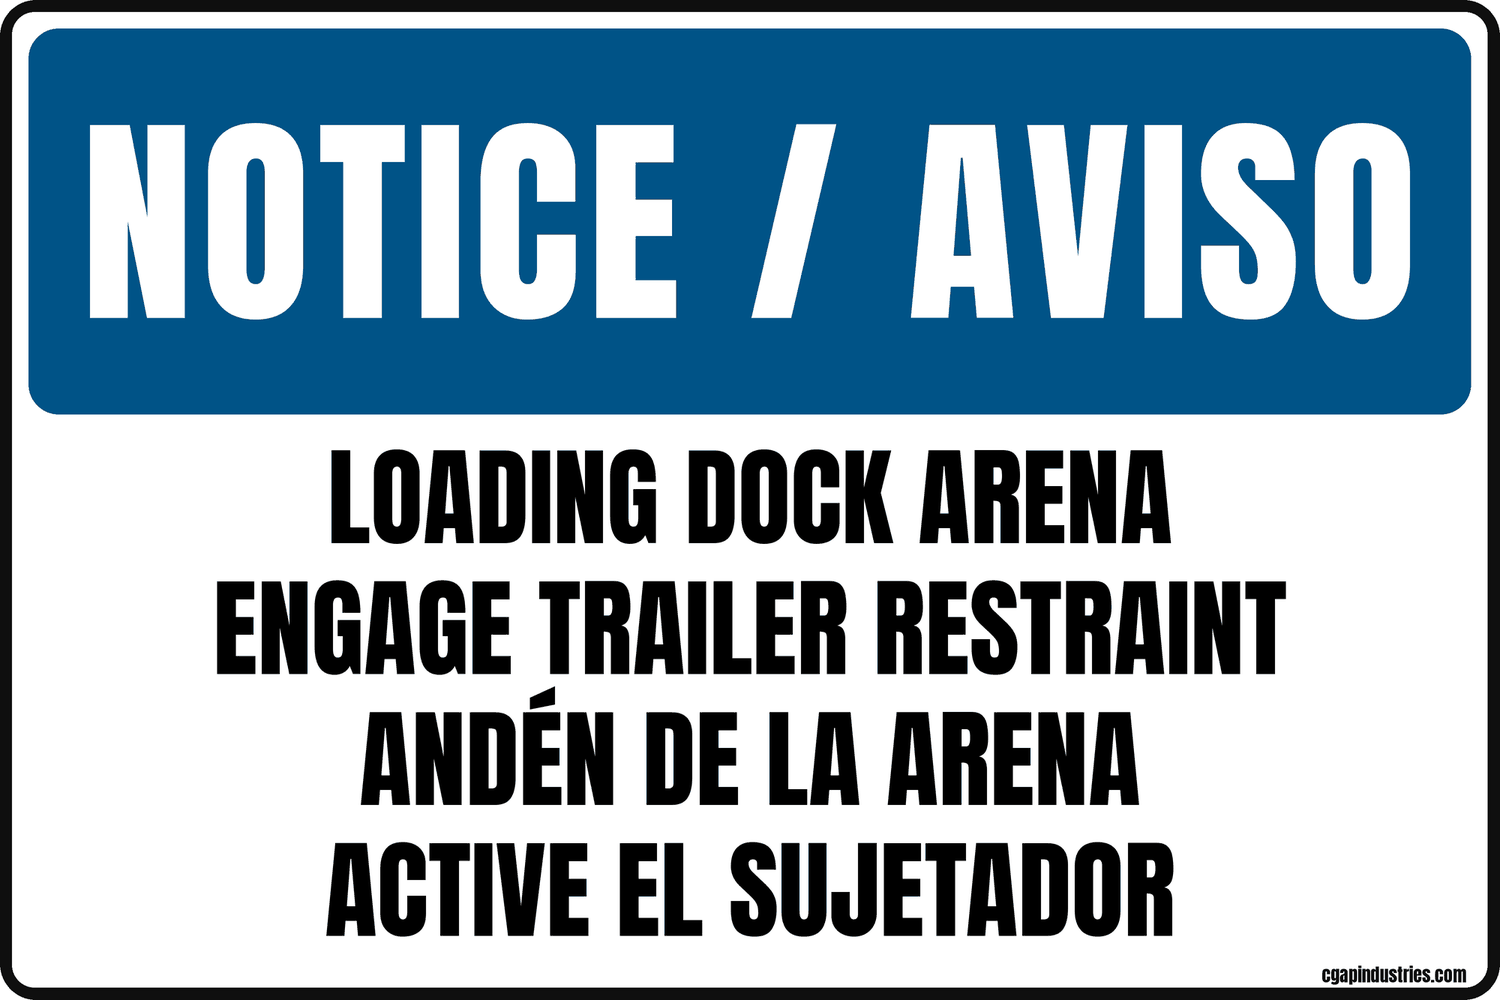 NOTICE / AVISO
LOADING DOCK ARENA
ENGAGE TRAILER RESTRAINT
ANDÉN DE LA ARENA
ACTIVE EL SUJETADOR
cgapindustries.com